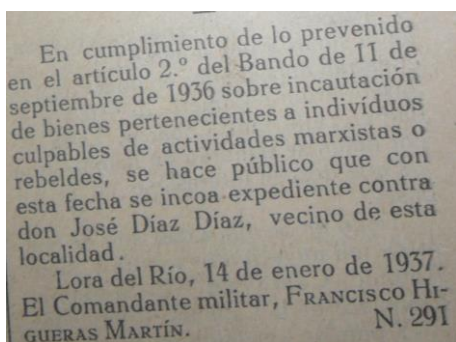 En cumplimiento de lo prevenido
en el artículo 2.º del Bando de 11 de
septiembre de 1936 sobre incautación
de bienes pertenecientes a indivíduos
culpables de actividades marxistas o
rebeldes, se hace público que con
esta fecha se incoa expediente contra
don José Díaz Díaz, vecino de esta
localidad.
Lora del Río, 14 de enero de 1937.
El Comandante militar, FRANCISCO HI-
GUERAS MARTÍN. N. 291